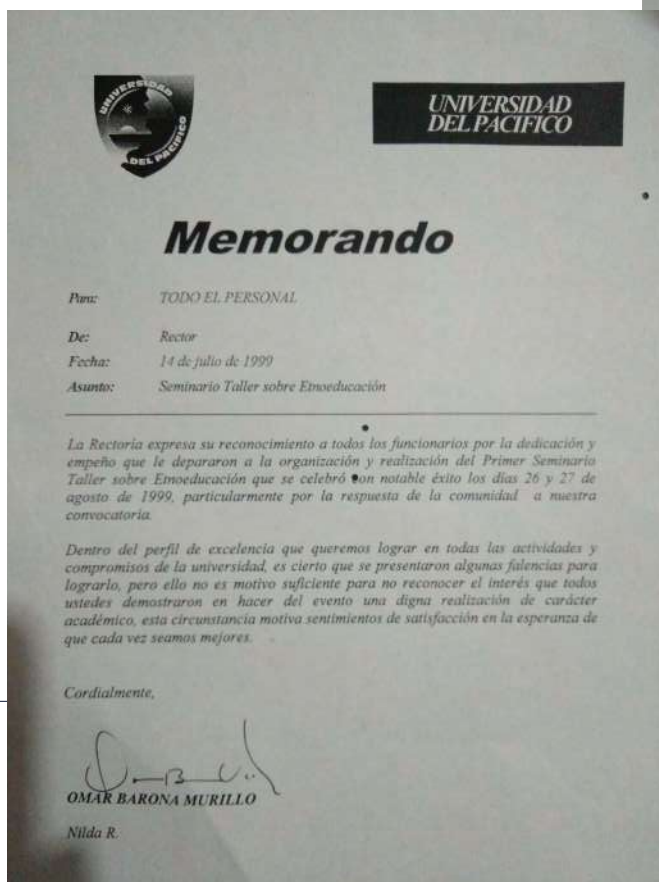 UNIVERSIDAD
DEL PACIFICO
UNIVERSIDAD
DEL PACIFICO
Memorando
Para: TODO EL PERSONAL
De: Rector
Fecha: 14 de julio de 1999
Asunto: Seminario Taller sobre Etnoeducación
La Rectoría expresa su reconocimiento a todos los funcionarios por la dedicación y
empeño que le depararon a la organización y realización del Primer Seminario
Taller sobre Etnoeducación que se celebró con notable éxito los días 26 y 27 de
agosto de 1999, particularmente por la respuesta de la comunidad a nuestra
convocatoria.
Dentro del perfil de excelencia que queremos lograr en todas las actividades y
compromisos de la universidad, es cierto que se presentaron algunas falencias para
lograrlo, pero ello no es motivo suficiente para no reconocer el interés que todos
ustedes demostraron en hacer del evento una digna realización de carácter
académico, esta circunstancia motiva sentimientos de satisfacción en la esperanza de
que cada vez seamos mejores.
Cordialmente,
OMAR BARONA MURILLO
Nilda R.